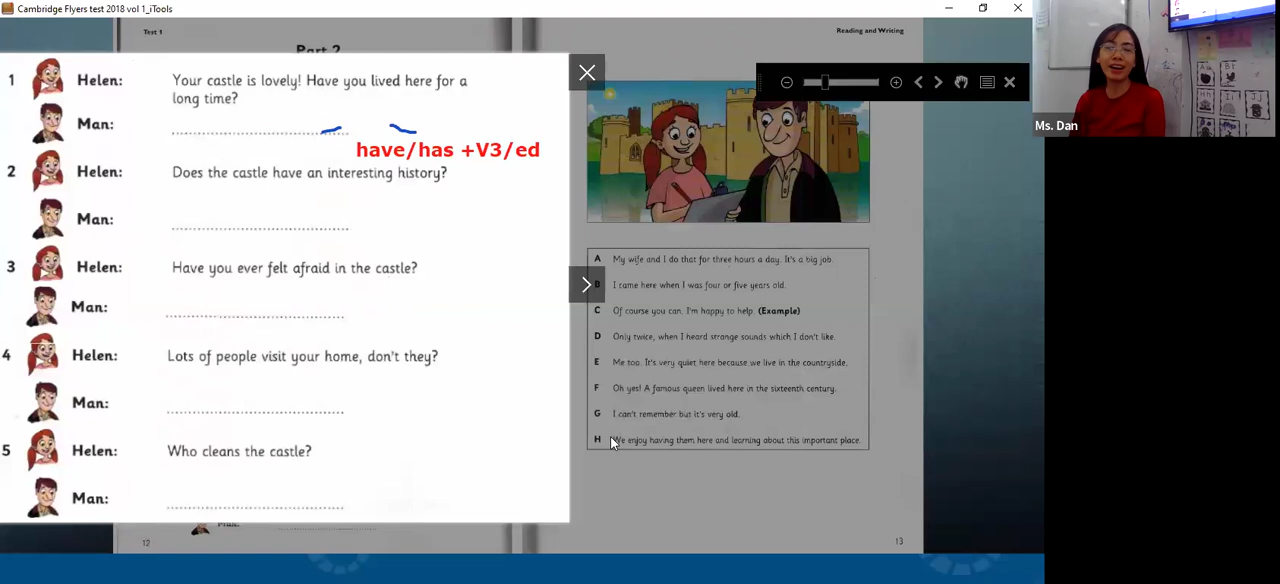 Cambridge Flyers test 2018 vol 1_iTools
Test 1
Reading and Writing
Part 2
1 Helen: Your castle is lovely! Have you lived here for a
long time?
Man:
have/has +V3/ed
2 Helen: Does the castle have an interesting history?
Man:
3 Helen: Have you ever felt afraid in the castle?
Man:
4 Helen: Lots of people visit your home, don't they?
Man:
5 Helen: Who cleans the castle?
Man:
Man:
12
A My wife and I do that for three hours a day. It's a big job.
B I came here when I was four or five years old.
C Of course you can. I'm happy to help. (Example)
D Only twice, when I heard strange sounds which I don't like.
E Me too. It's very quiet here because we live in the countryside.
F Oh yes! A famous queen lived here in the sixteenth century.
G I can't remember but it's very old.
H We enjoy having them here and learning about this important place.
13
Ms. Dan